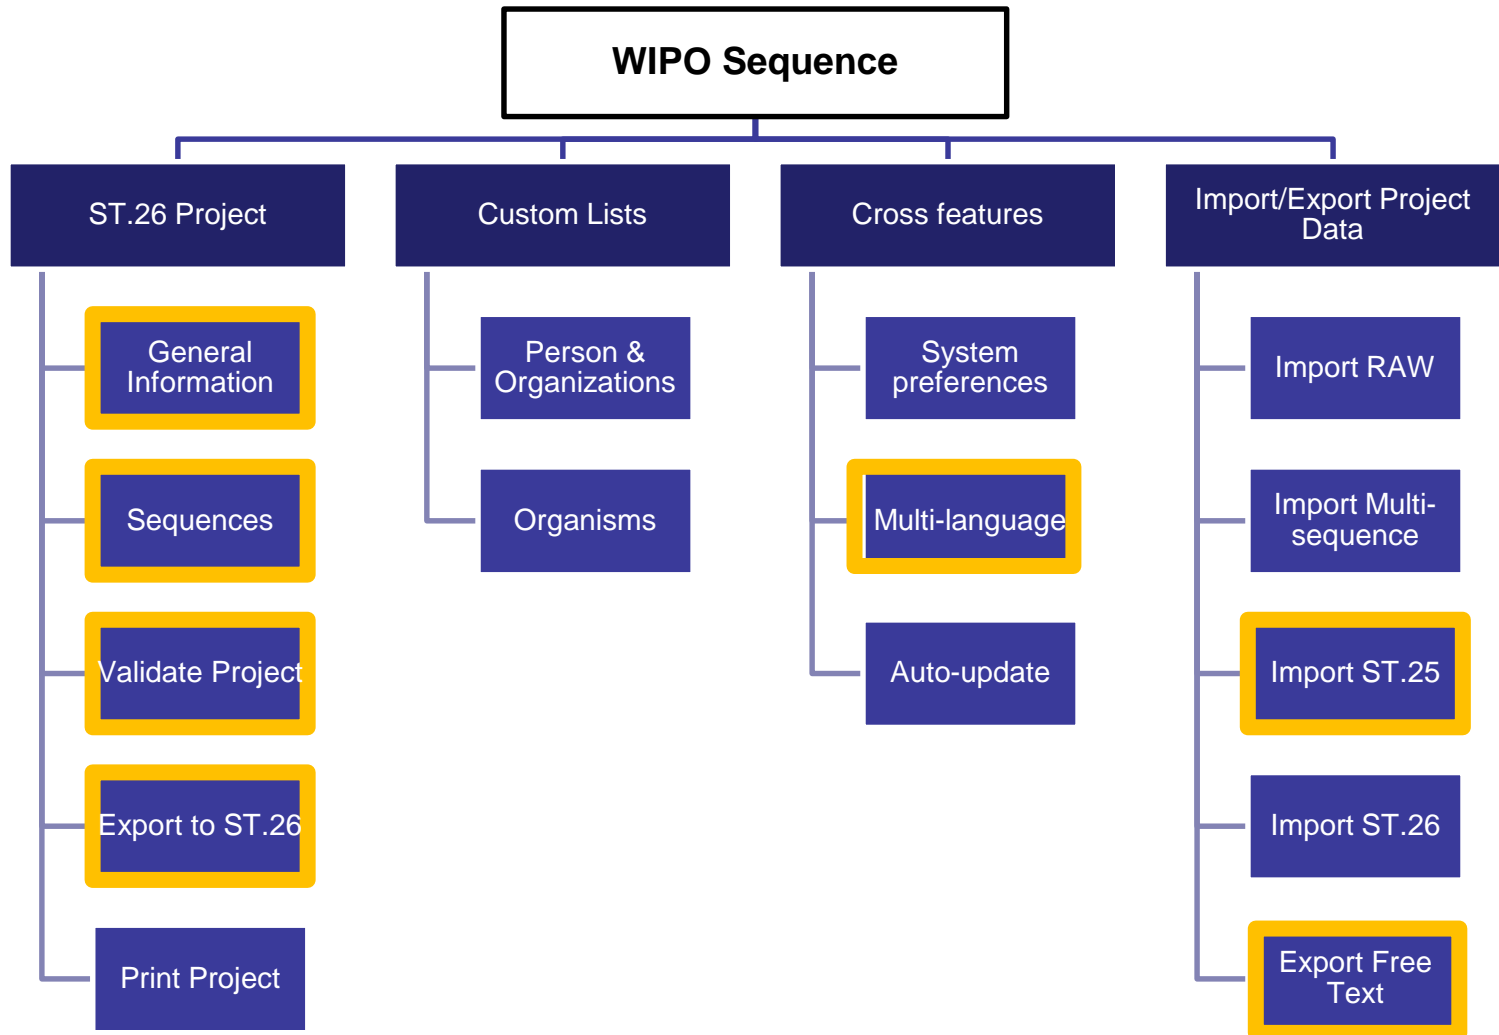 WIPO Sequence
ST.26 Project
General
Information
Sequences
Validate Project
Export to ST.26
Print Project
Custom Lists
Person &
Organizations
Organisms
Cross features
System
preferences
Multi-language
Auto-update
Import/Export Project
Data
Import RAW
Import Multi-
sequence
Import ST.25
Import ST.26
Export Free
Text